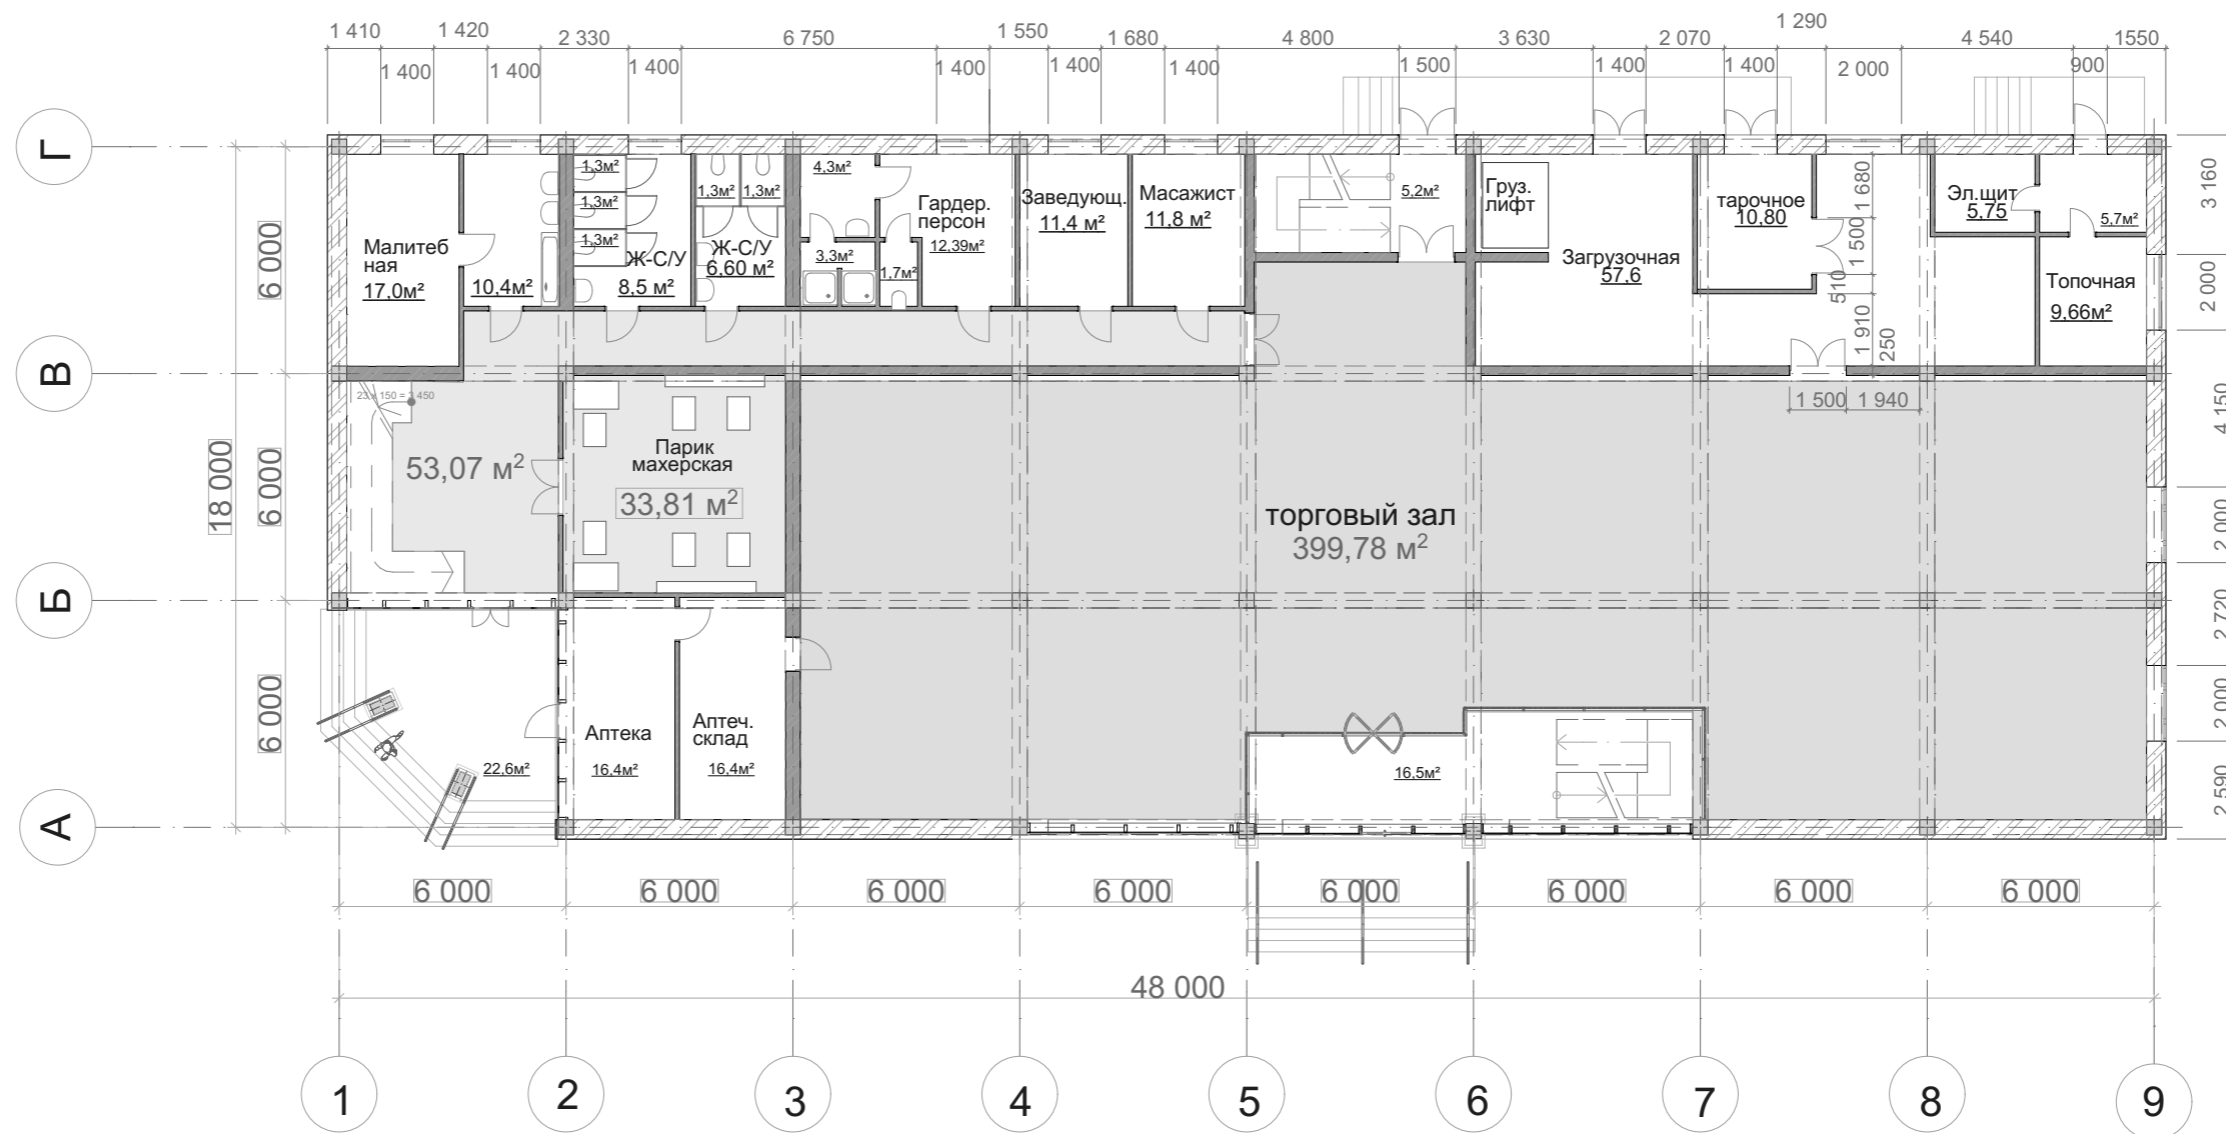 1 410
1 420
2 330
6 750
1 550
1 680
4 800
3 630
2 070
1 290
4 540
1550
1 400
1 400
1 400
1 400
1 400
1 400
1 500
1 400
1 400
2 000
900
Г
В
Б
А
18 000
6 000
6 000
6 000
Малитеб
ная
17,0м²
10,4м²
1,3м²
1,3м²
1,3м²
Ж-С/У
8,5 м²
1,3м²
1,3м²
Ж-С/У
6,60 м²
4,3м²
3,3м²
1,7м²
Гардер.
персон
12,39м²
Заведующ.
11,4 м²
Масажист
11,8 м²
5,2м²
Груз.
лифт
Загрузочная
57,6
тарочное
10,80
1 680
1 500
510
1 910
250
Эл.щит
5,75
5,7м²
Топочная
9,66м²
1 500
1 940
3 160
2 000
4 150
2 000
2 720
2 000
2 590
23 x 150 = 3 450
53,07 м²
Парик
махерская
33,81 м²
торговый зал
399,78 м²
22,6м²
Аптека
16,4м²
Аптеч.
склад
16,4м²
16,5м²
6 000
6 000
6 000
6 000
6 000
6 000
6 000
6 000
48 000
1
2
3
4
5
6
7
8
9